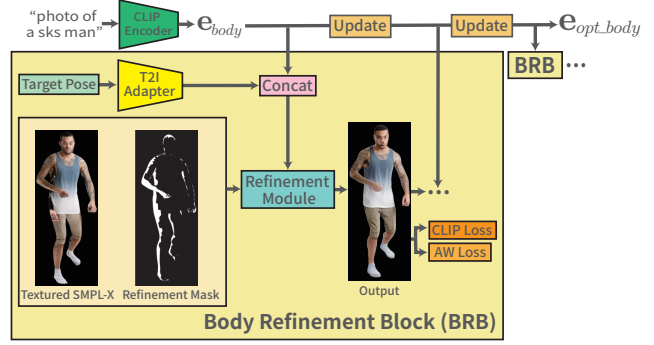 “photo of
a sks man”
CLIP
Encoder
e_body
Update
Update
e_opt_body
BRB ...
Target Pose
T2I
Adapter
Concat
Refinement
Module
...
CLIP Loss
AW Loss
Textured SMPL-X
Refinement Mask
Output
Body Refinement Block (BRB)